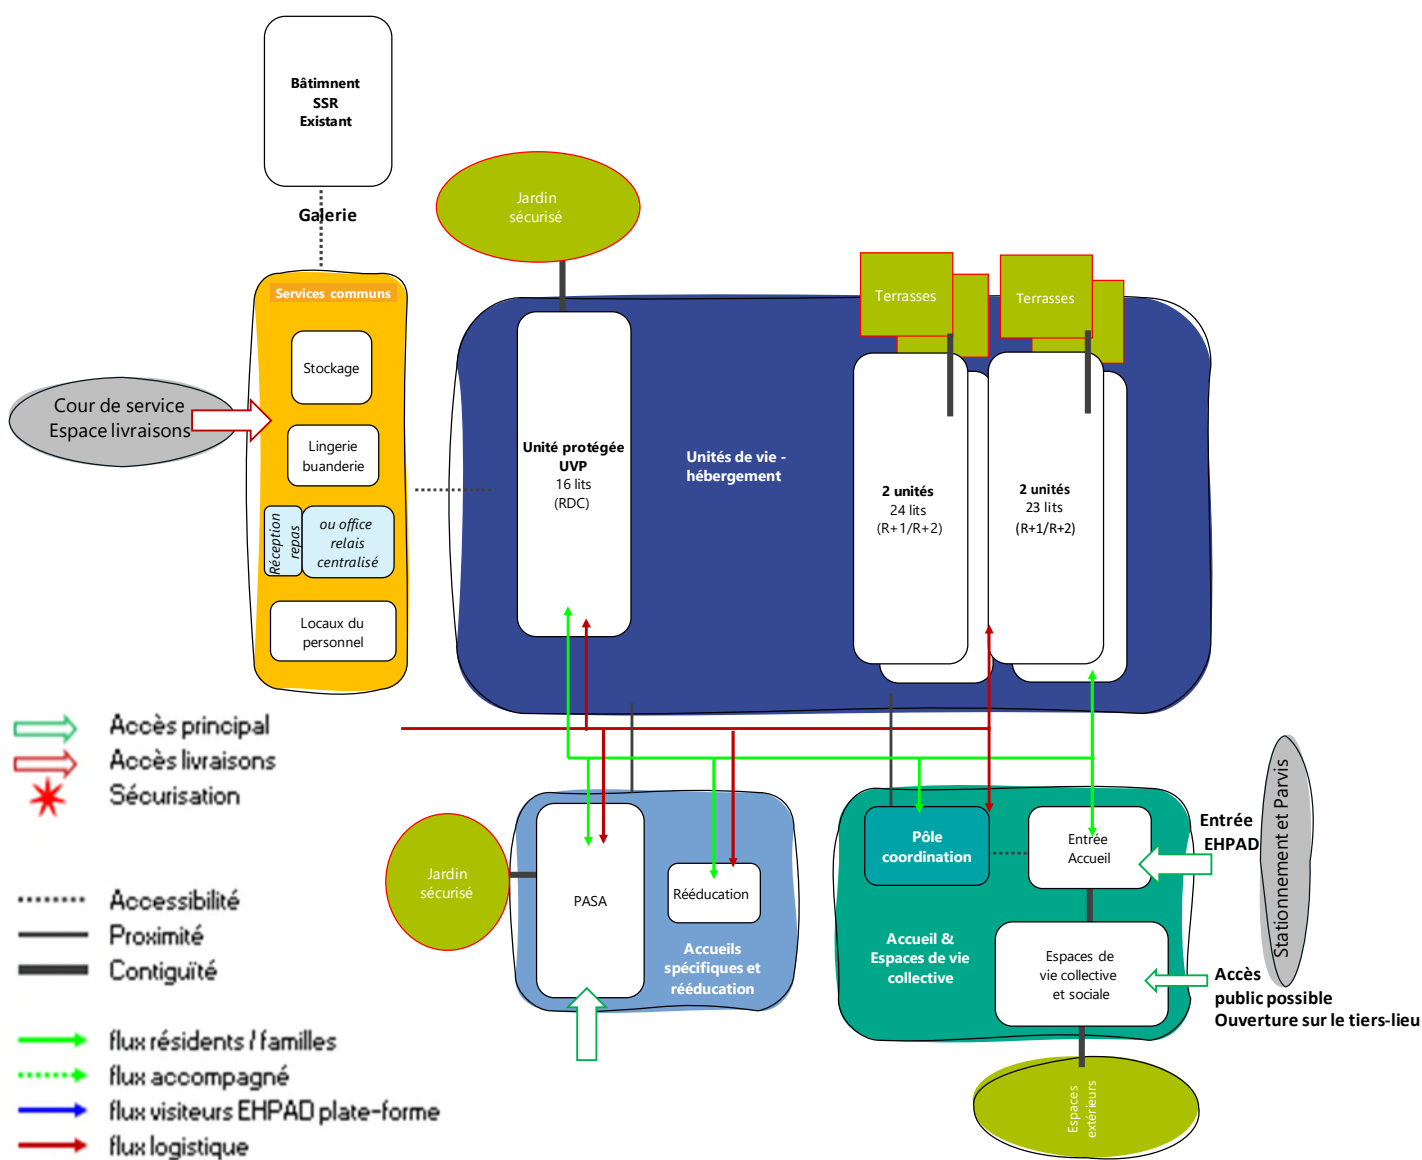 Bâtimnent
SSR
Existant
Galerie
Jardin
sécurisé
Services communs
Stockage
Cour de service
Espace livraisons
Lingerie
buanderie
Réception
repas
ou office
relais
centralisé
Locaux du
personnel
Terrasses
Terrasses
Unité protégée
UVP
16 lits
(RDC)
Unités de vie -
hébergement
2 unités
24 lits
(R+1/R+2)
2 unités
23 lits
(R+1/R+2)
Accès principal
Accès livraisons
Sécurisation
Accessibilité
Proximité
Contiguïté
flux résidents / familles
flux accompagné
flux visiteurs EHPAD plate-forme
flux logistique
Jardin
sécurisé
PASA
Rééducation
Accueils
spécifiques et
rééducation
Pôle
coordination
Entrée
Accueil
Accueil &
Espaces de vie
collective
Espaces de
vie collective
et sociale
Entrée
EHPAD
Stationnement et Parvis
Accès
public possible
Ouverture sur le tiers-lieu
Espaces
extérieurs